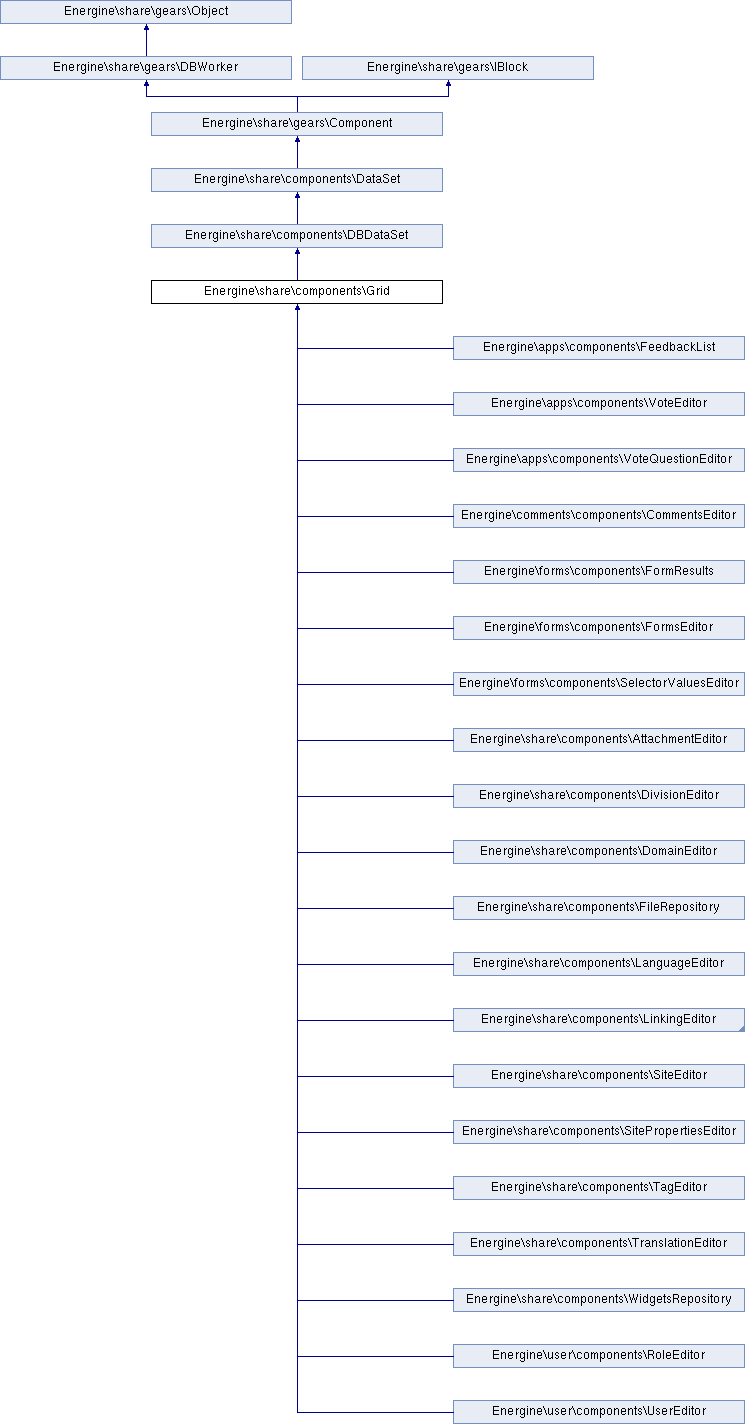 Energine\share\gears\Object
Energine\share\gears\DBWorker
Energine\share\gears\IBlock
Energine\share\gears\Component
Energine\share\components\DataSet
Energine\share\components\DBDataSet
Energine\share\components\Grid
Energine\apps\components\FeedbackList
Energine\apps\components\VoteEditor
Energine\apps\components\VoteQuestionEditor
Energine\comments\components\CommentsEditor
Energine\forms\components\FormResults
Energine\forms\components\FormsEditor
Energine\forms\components\SelectorValuesEditor
Energine\share\components\AttachmentEditor
Energine\share\components\DivisionEditor
Energine\share\components\DomainEditor
Energine\share\components\FileRepository
Energine\share\components\LanguageEditor
Energine\share\components\LinkingEditor
Energine\share\components\SiteEditor
Energine\share\components\SitePropertiesEditor
Energine\share\components\TagEditor
Energine\share\components\TranslationEditor
Energine\share\components\WidgetsRepository
Energine\user\components\RoleEditor
Energine\user\components\UserEditor